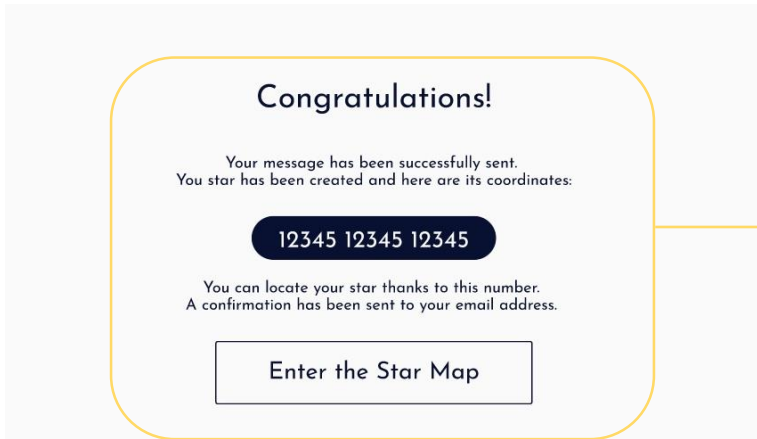 Congratulations!
Your message has been successfully sent.
You star has been created and here are its coordinates:
12345 12345 12345
You can locate your star thanks to this number.
A confirmation has been sent to your email address.
Enter the Star Map